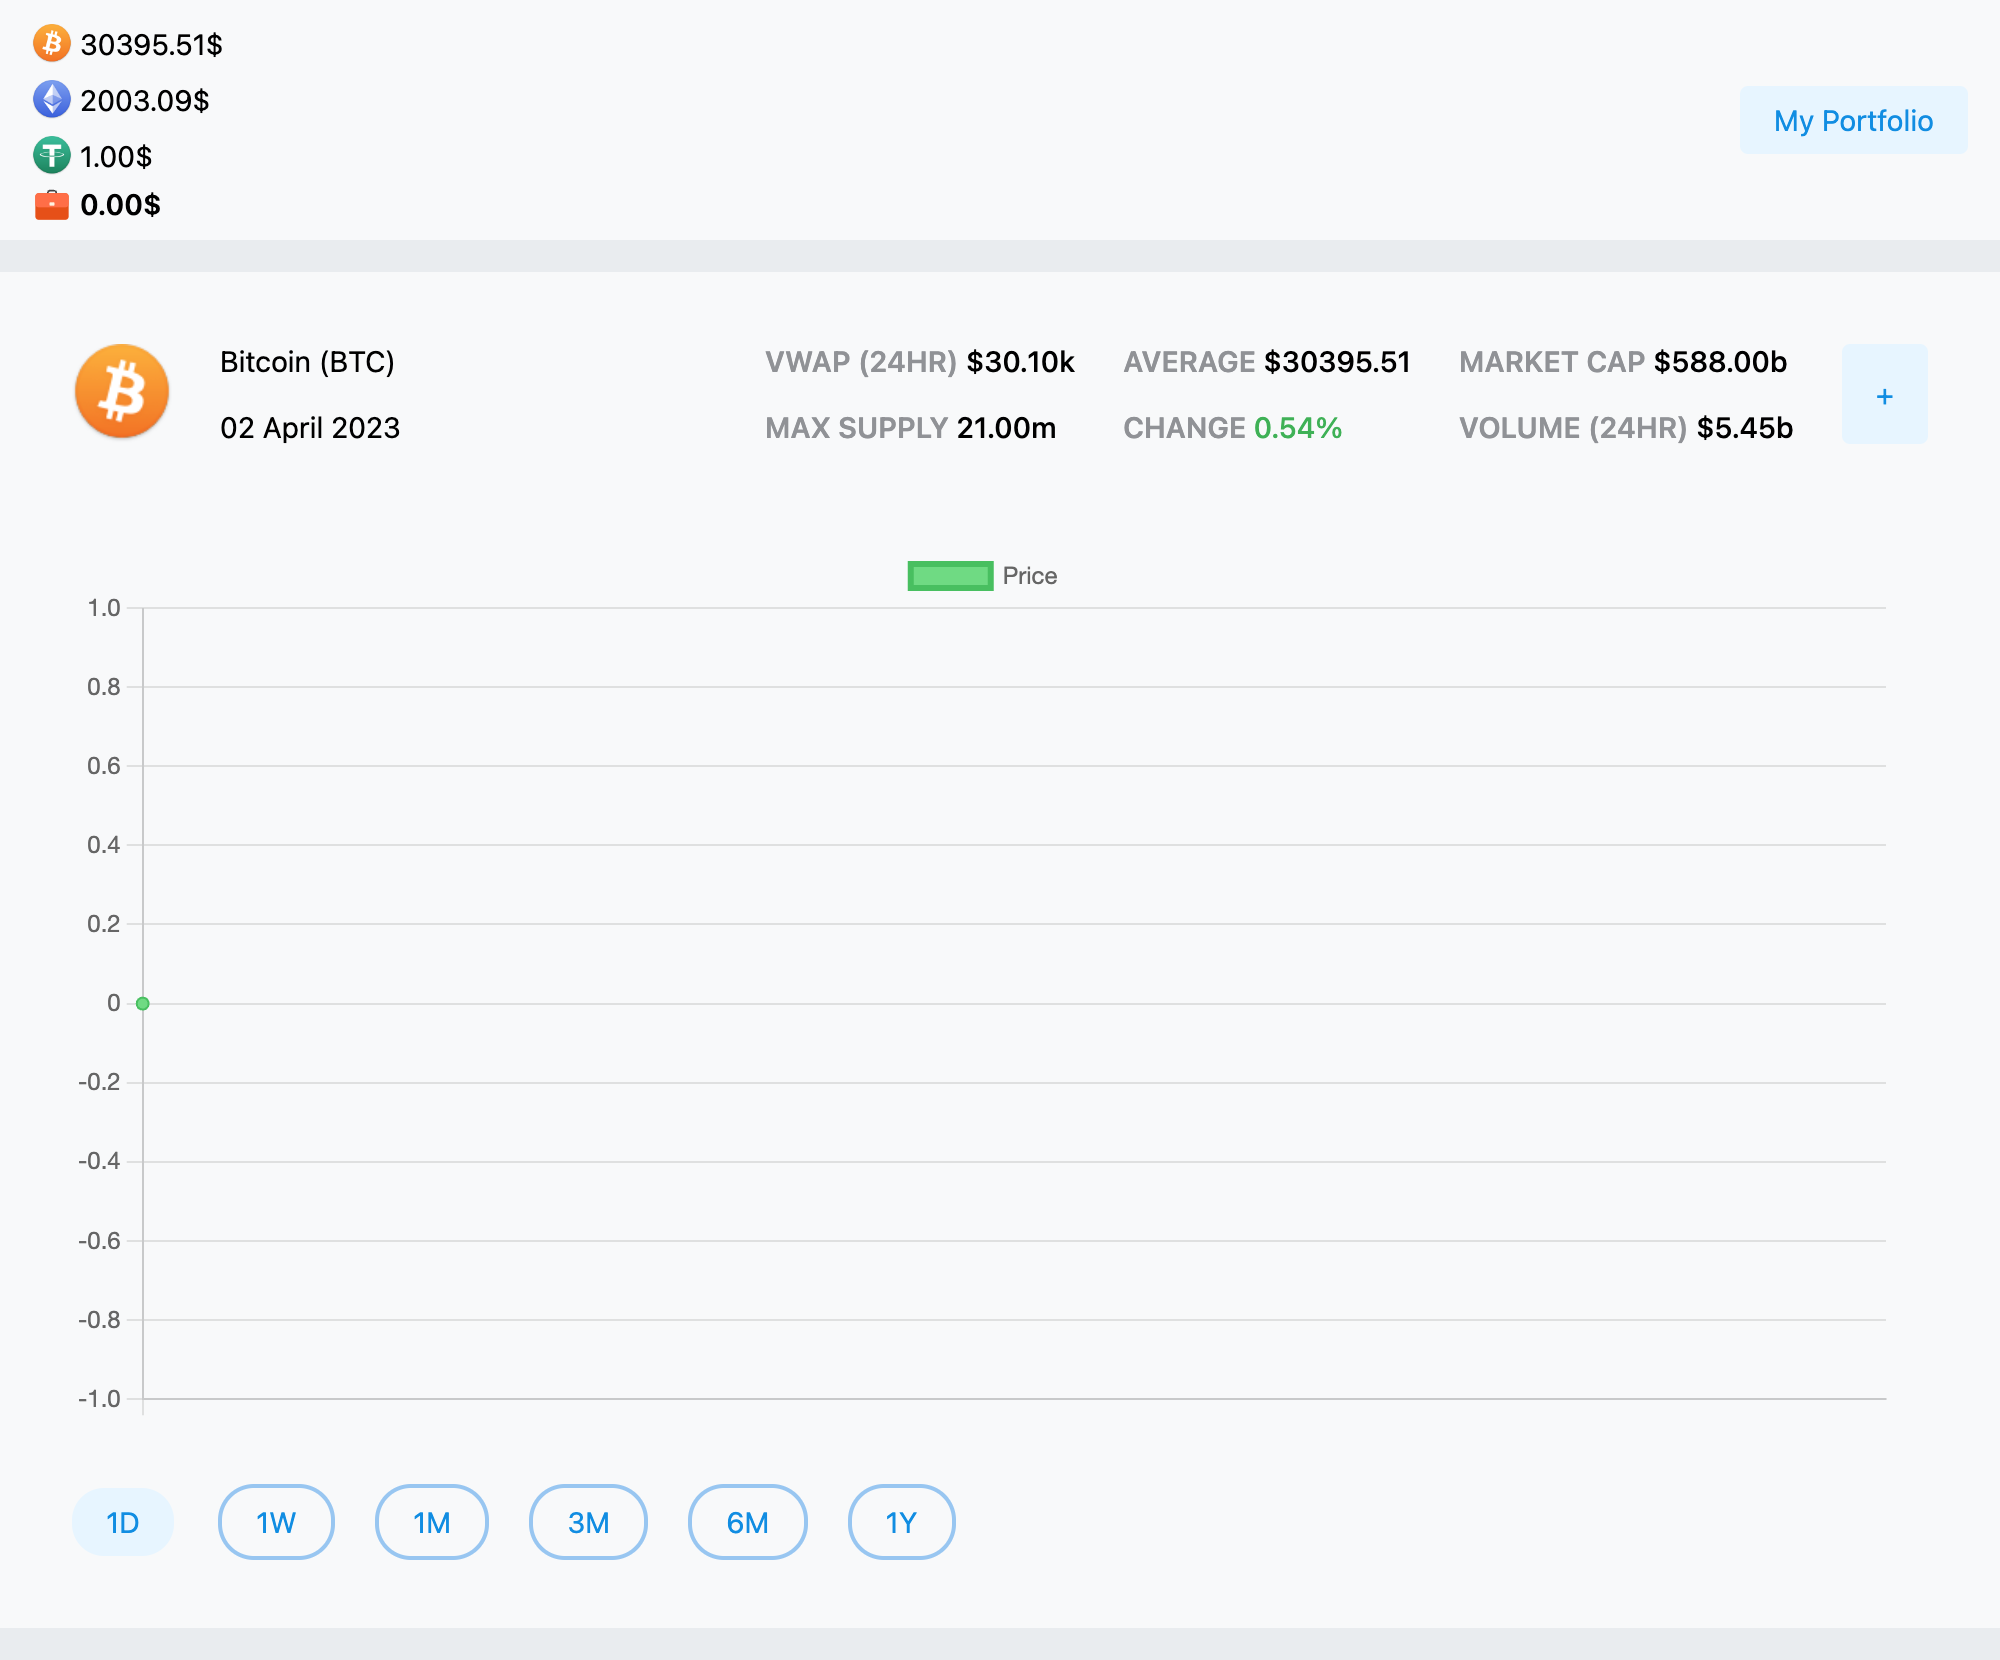 30395.51$
2003.09$
1.00$
0.00$
My Portfolio
Bitcoin (BTC)
02 April 2023
VWAP (24HR) $30.10k
AVERAGE $30395.51
MARKET CAP $588.00b
MAX SUPPLY 21.00m
CHANGE 0.54%
VOLUME (24HR) $5.45b
+
Price
1.0
0.8
0.6
0.4
0.2
0
-0.2
-0.4
-0.6
-0.8
-1.0
1D
1W
1M
3M
6M
1Y